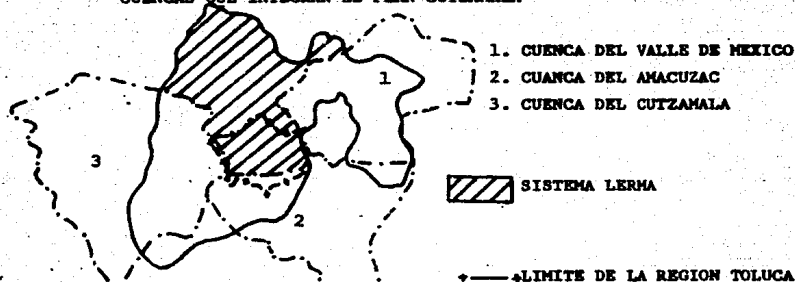 1. CUENCA DEL VALLE DE MEXICO
2. CUANCA DEL AMACUZAC
3. CUENCA DEL CUTZAMALA
1
3
2
SISTEMA LERMA
LIMITE DE LA REGION TOLUCA